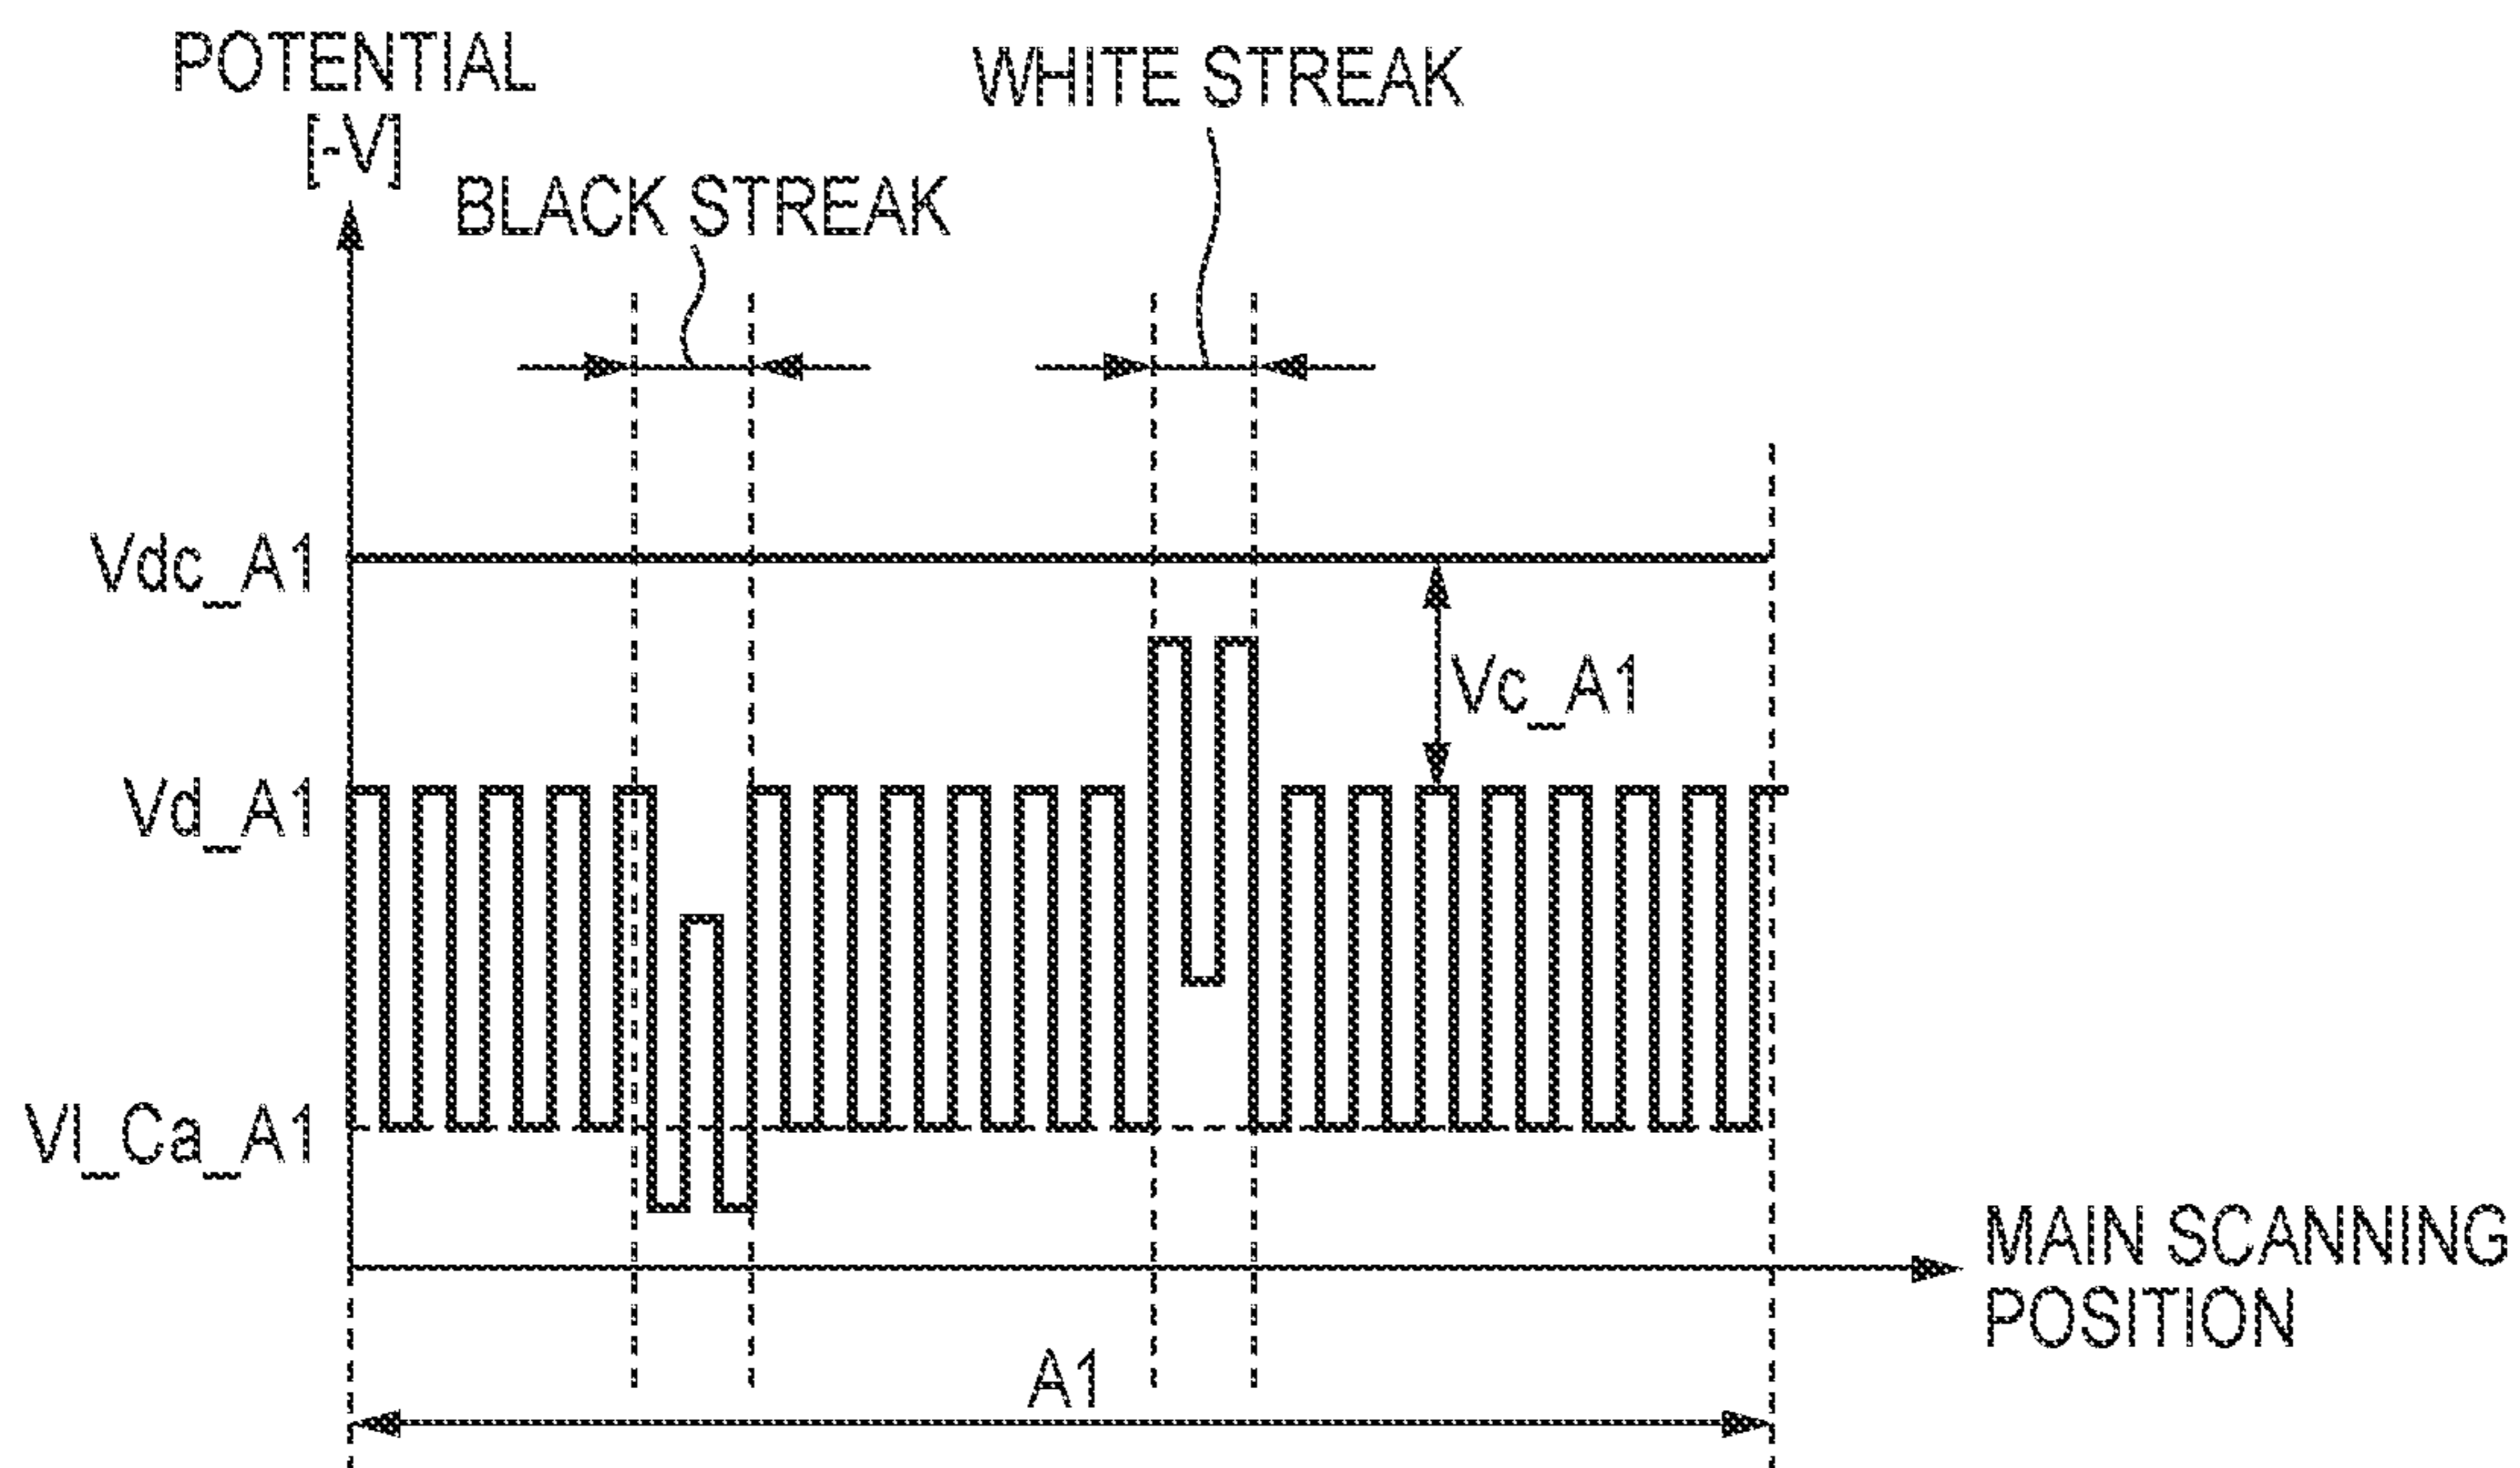 POTENTIAL
[-V]
WHITE STREAK
BLACK STREAK
Vdc_A1
Vc_A1
Vd_A1
Vl_Ca_A1
MAIN SCANNING
POSITION
A1